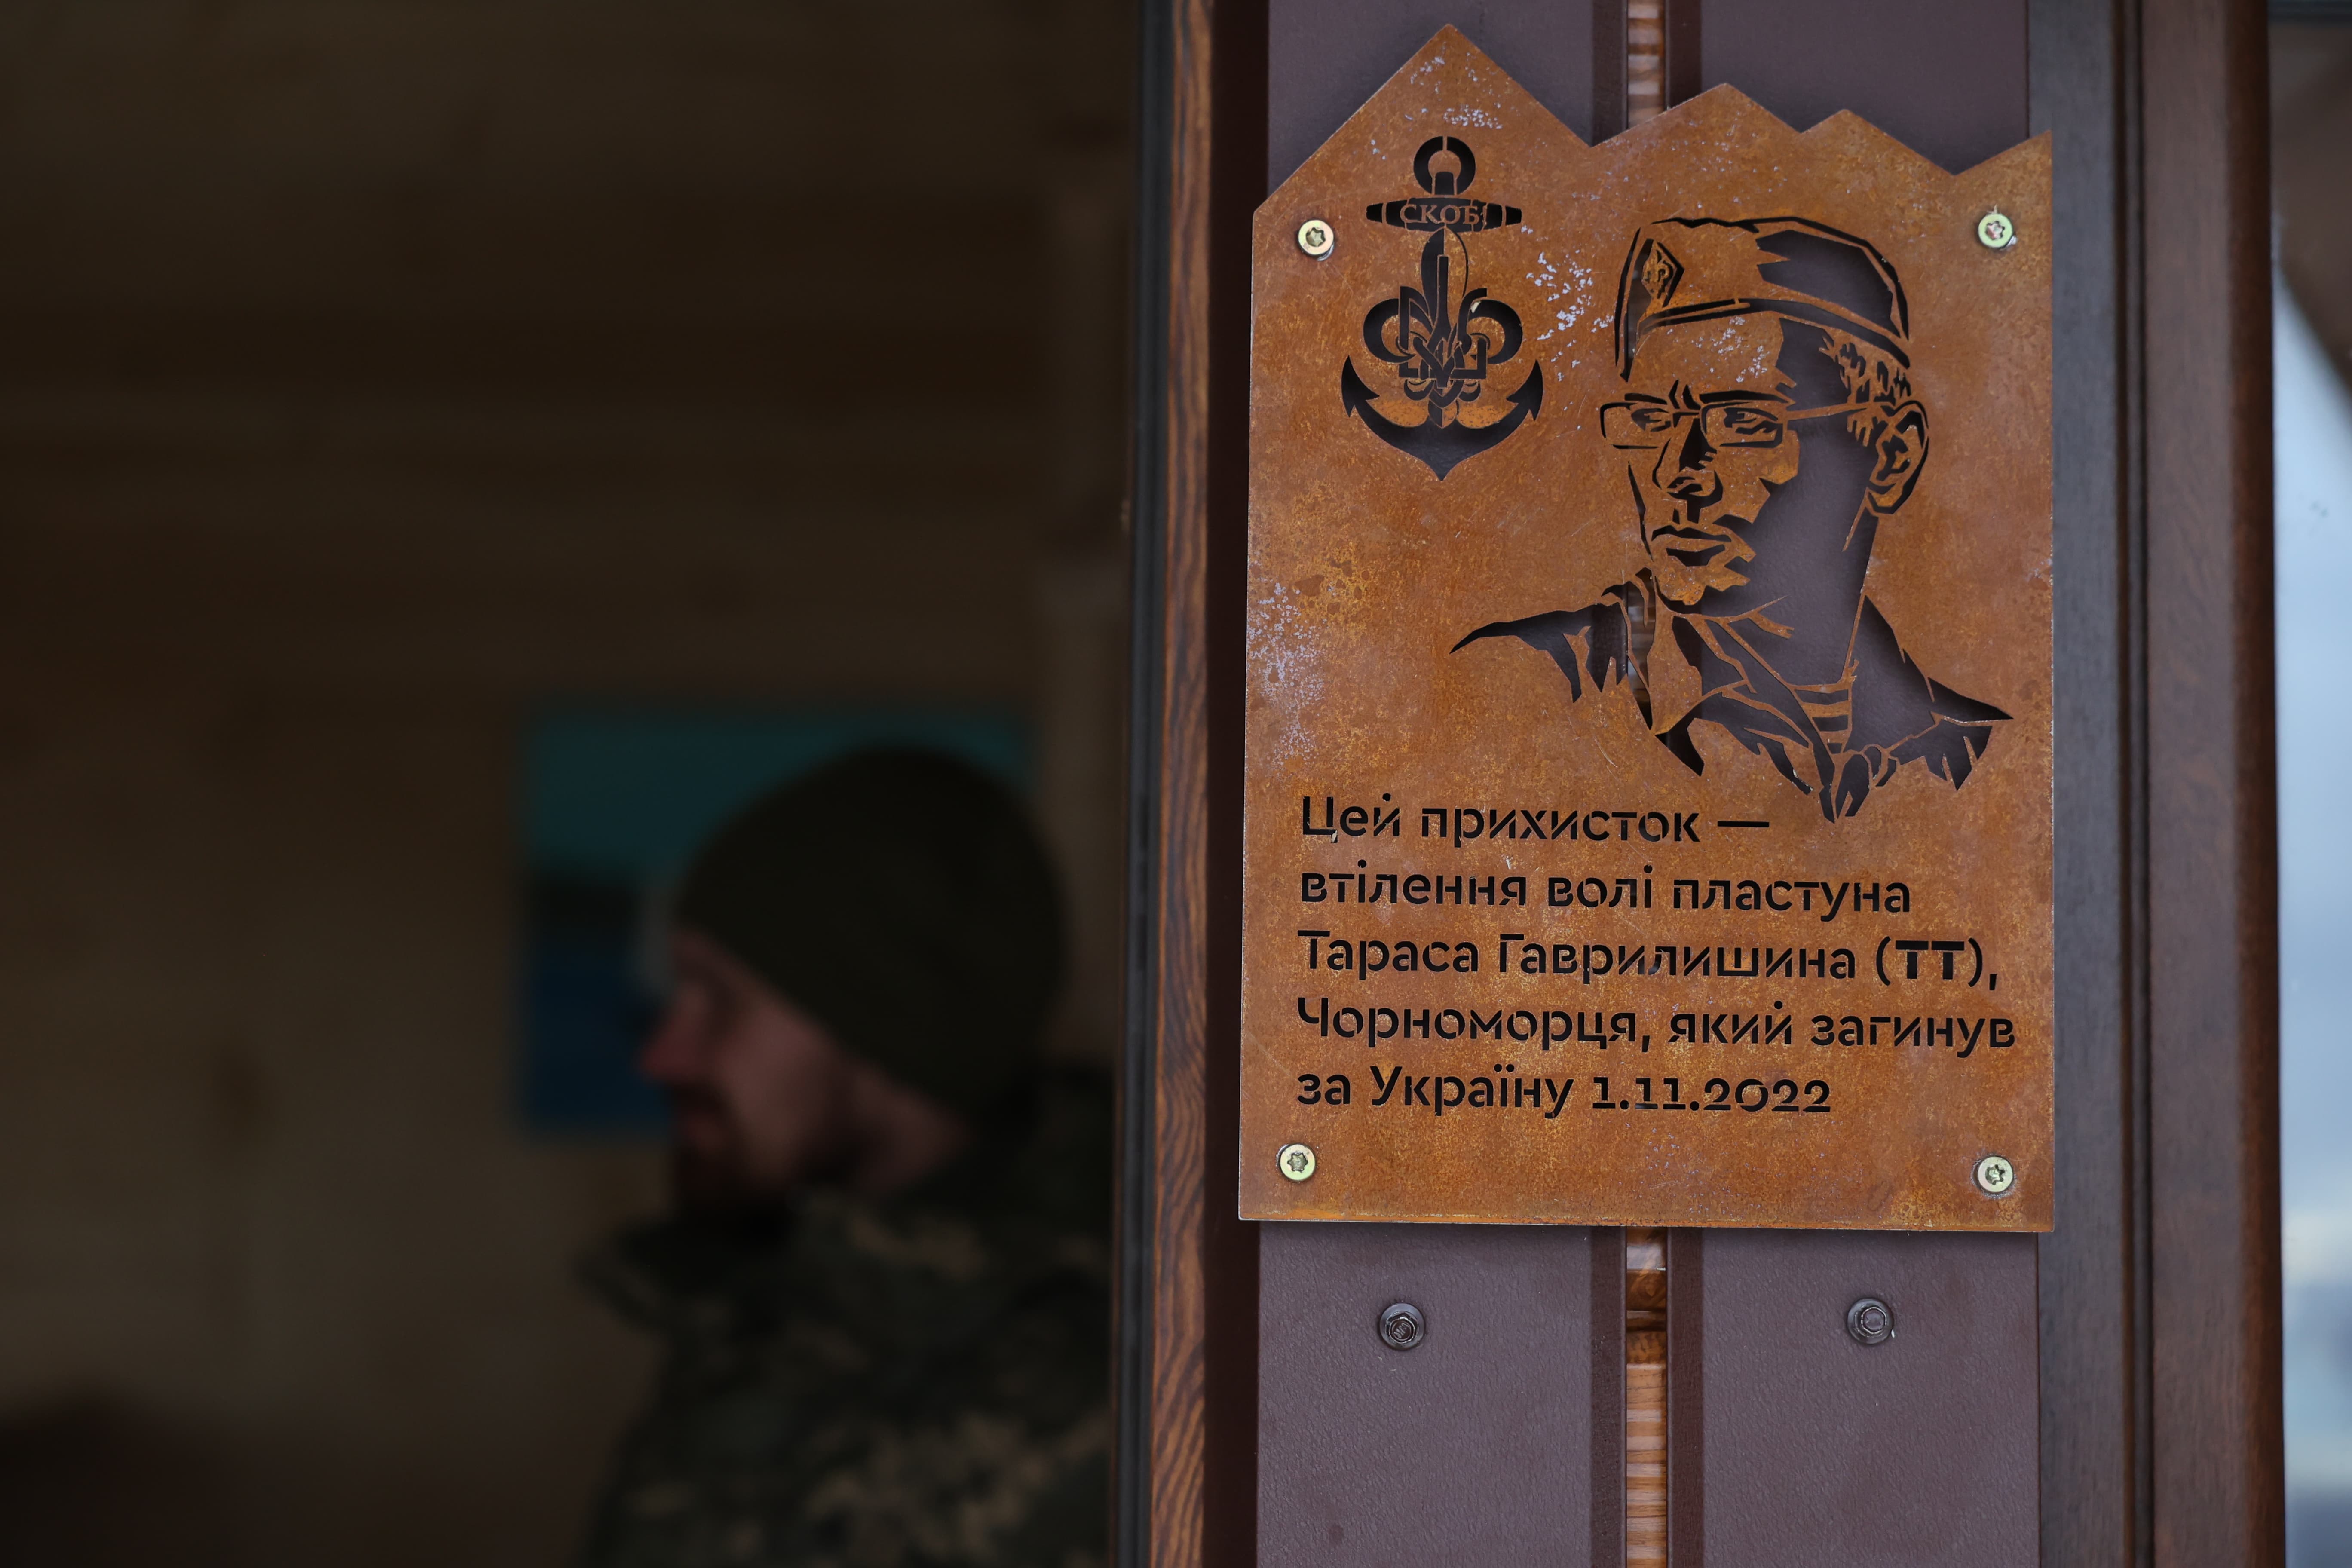 СКОБ!
Цей прихисток —
втілення волі пластуна
Тараса Гаврилишина (ТТ),
Чорноморця, який загинув
за Україну 1.11.2022